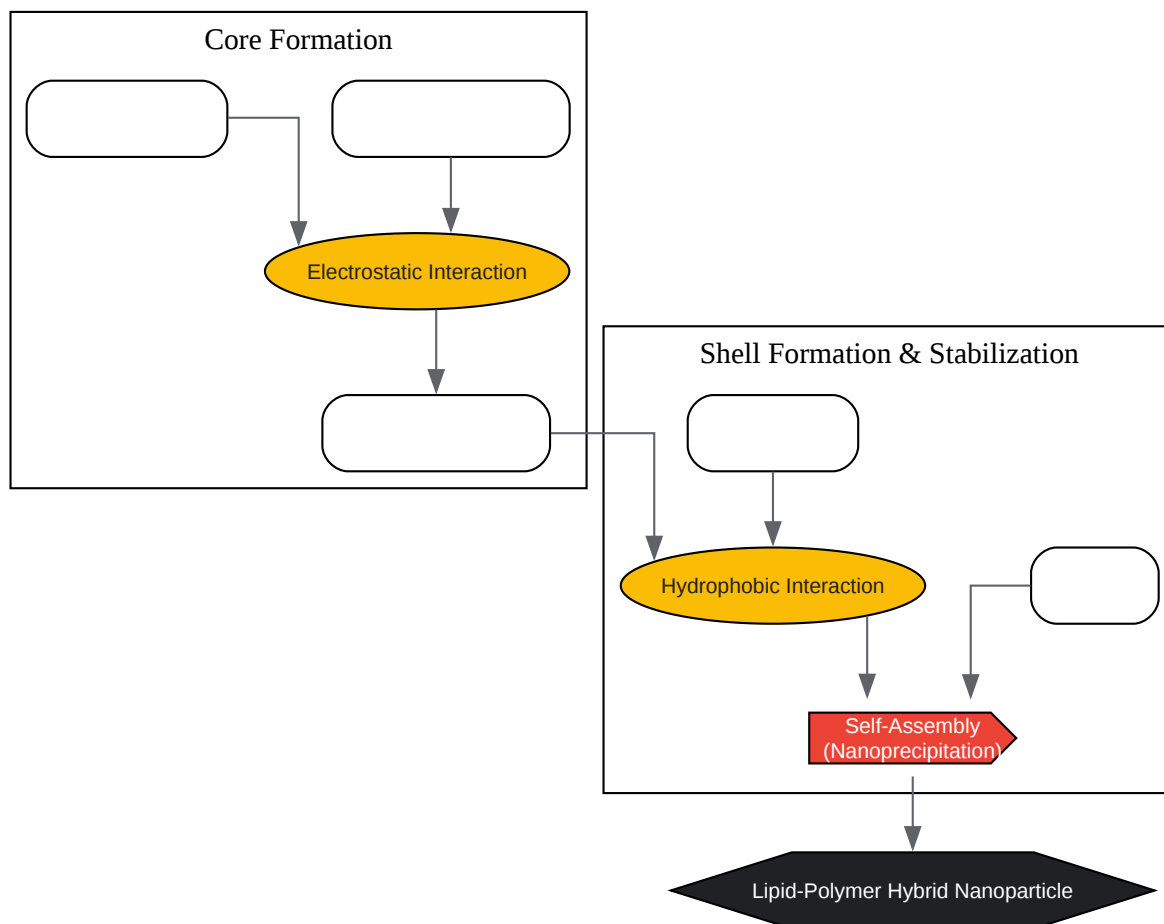 Core Formation
Electrostatic Interaction
Shell Formation & Stabilization
Hydrophobic Interaction
Self-Assembly
(Nanoprecipitation)
Lipid-Polymer Hybrid Nanoparticle